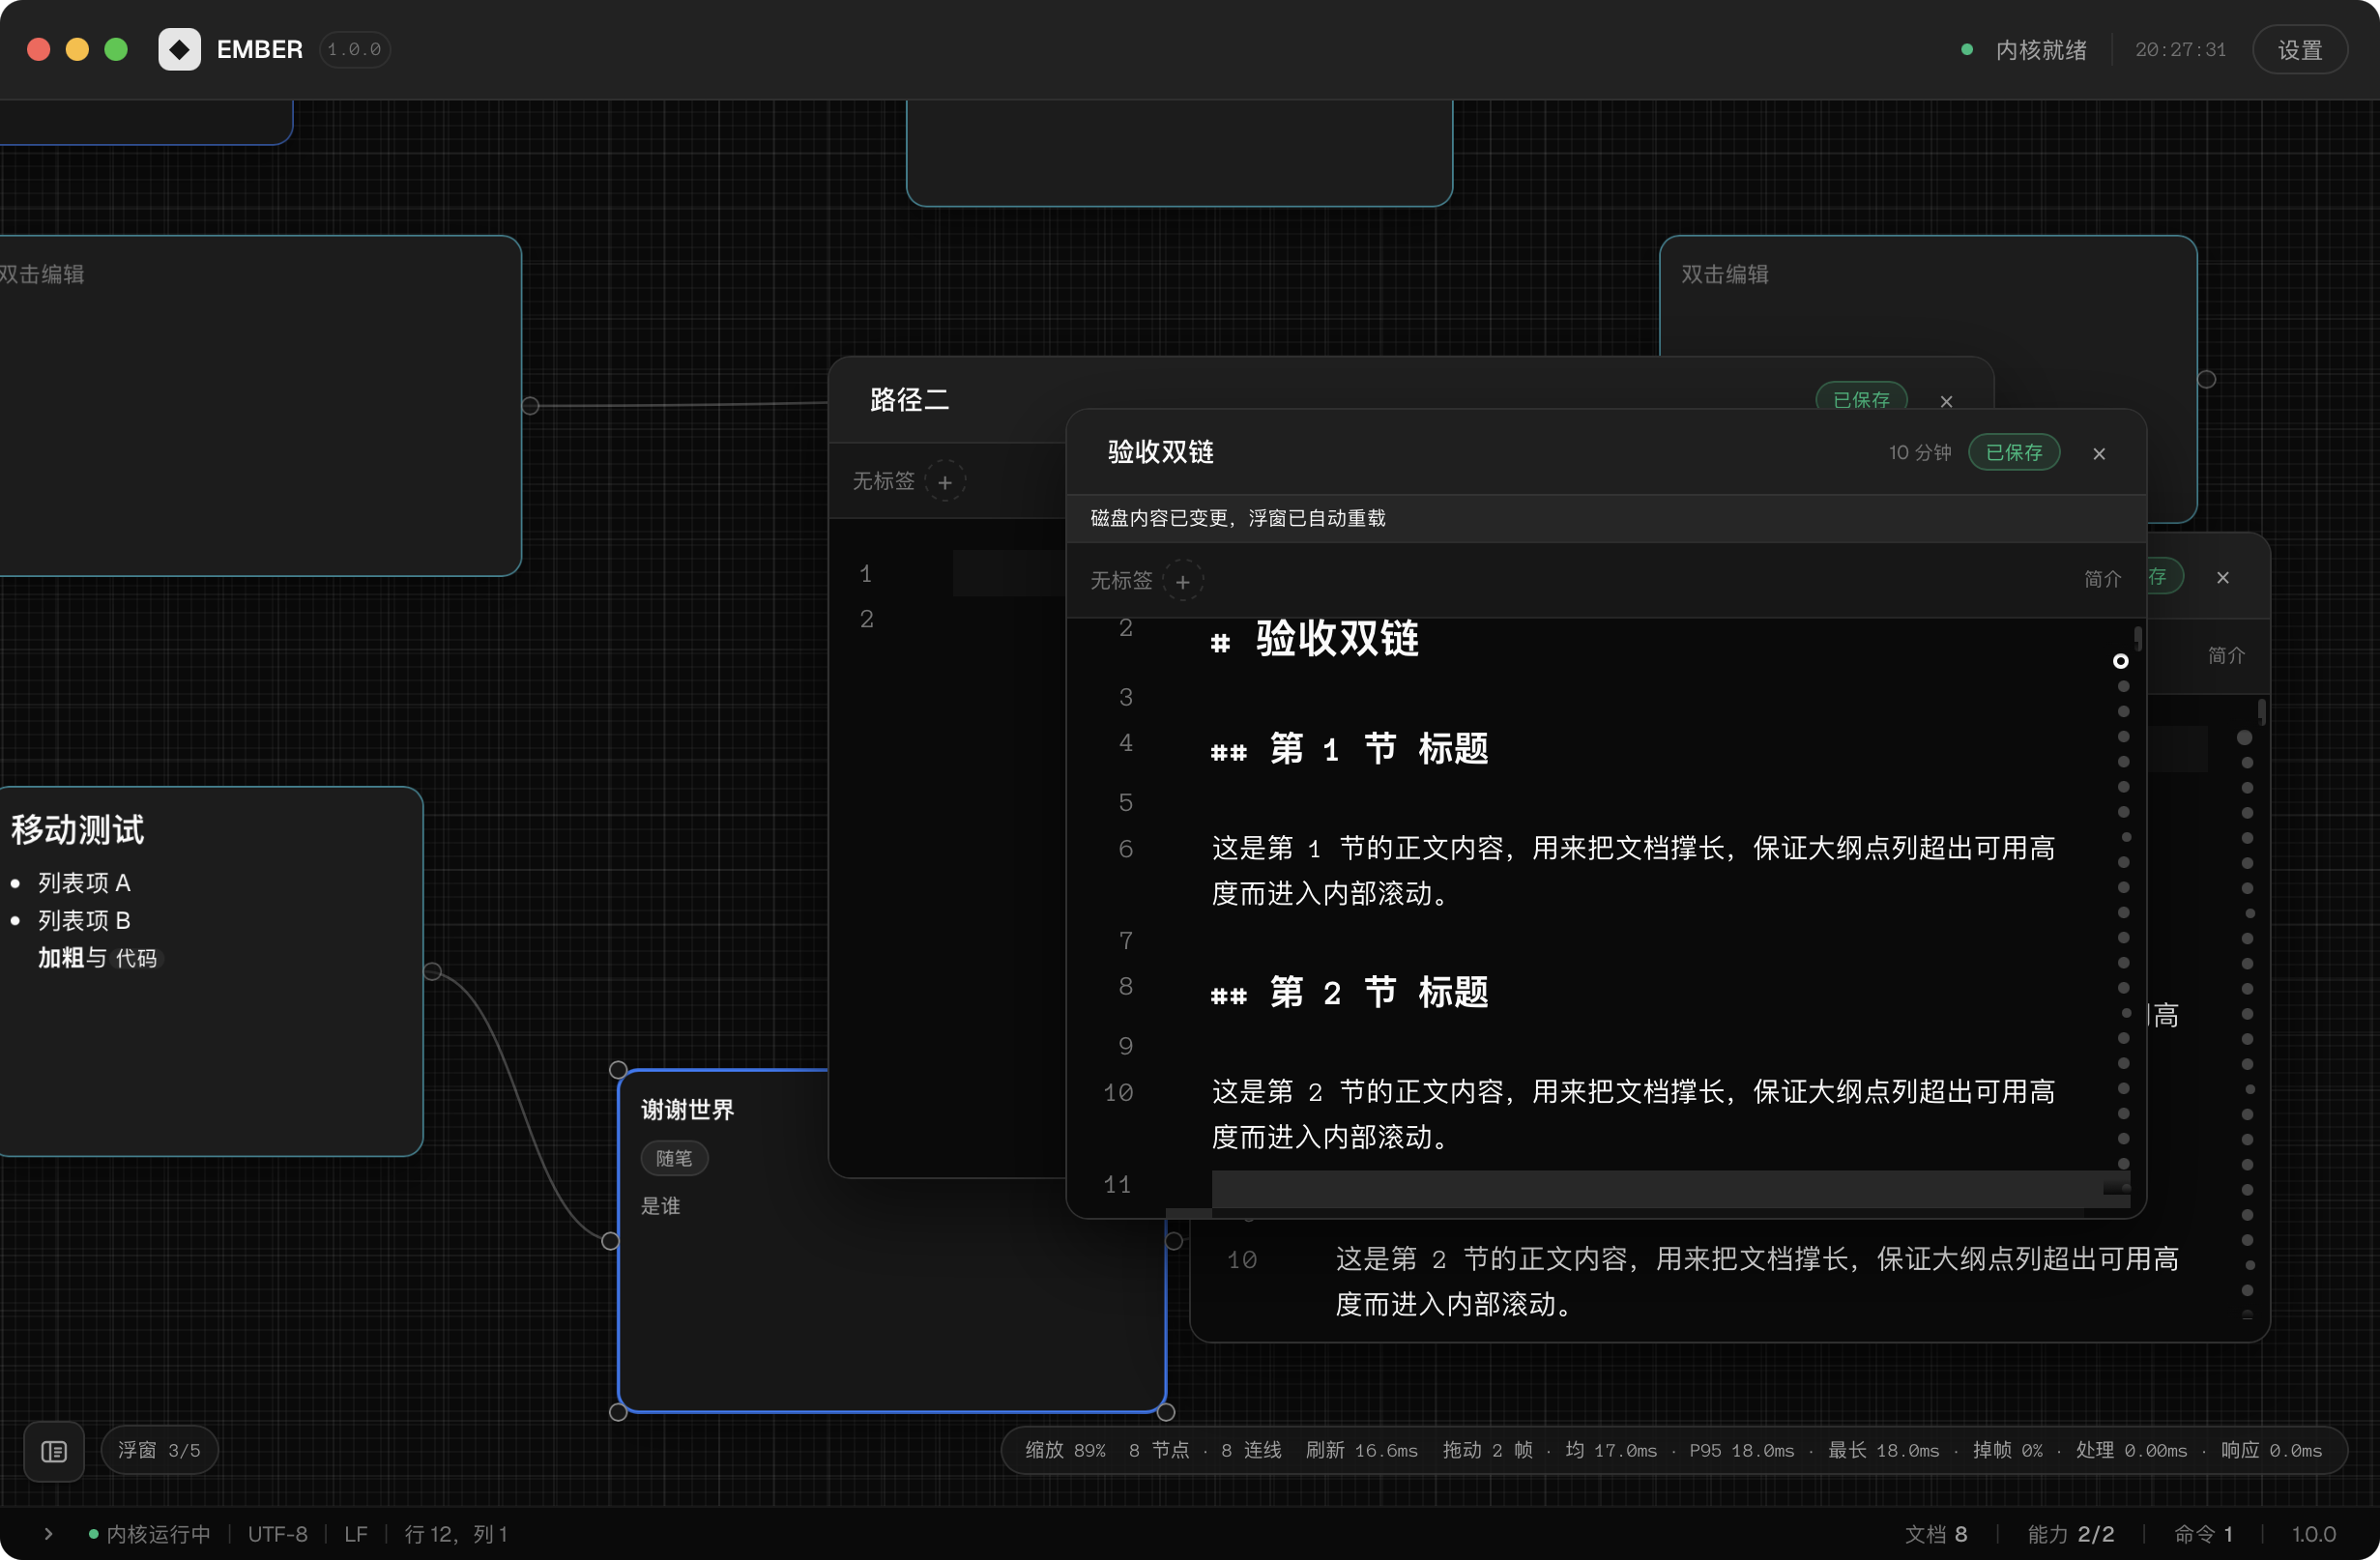 EMBER 1.0.0
内核就绪 20:27:31 设置
双击编辑
双击编辑
路径二 已保存 ×
无标签 +
1
2
验收双链 10 分钟 已保存 ×
磁盘内容已变更，浮窗已自动重载
无标签 + 简介
2 # 验收双链
3
4 ## 第 1 节 标题
5
6 这是第 1 节的正文内容，用来把文档撑长，保证大纲点列超出可用高
度而进入内部滚动。
7
8 ## 第 2 节 标题
9
10 这是第 2 节的正文内容，用来把文档撑长，保证大纲点列超出可用高
度而进入内部滚动。
11
存 ×
简介
高
10 这是第 2 节的正文内容，用来把文档撑长，保证大纲点列超出可用高
度而进入内部滚动。
移动测试
• 列表项 A
• 列表项 B
加粗与 代码
谢谢世界
随笔
是谁
浮窗 3/5
缩放 89% 8 节点 · 8 连线 刷新 16.6ms 拖动 2 帧 · 均 17.0ms · P95 18.0ms · 最长 18.0ms · 掉帧 0% · 处理 0.00ms · 响应 0.0ms
内核运行中 UTF-8 LF 行 12，列 1
文档 8 能力 2/2 命令 1 1.0.0